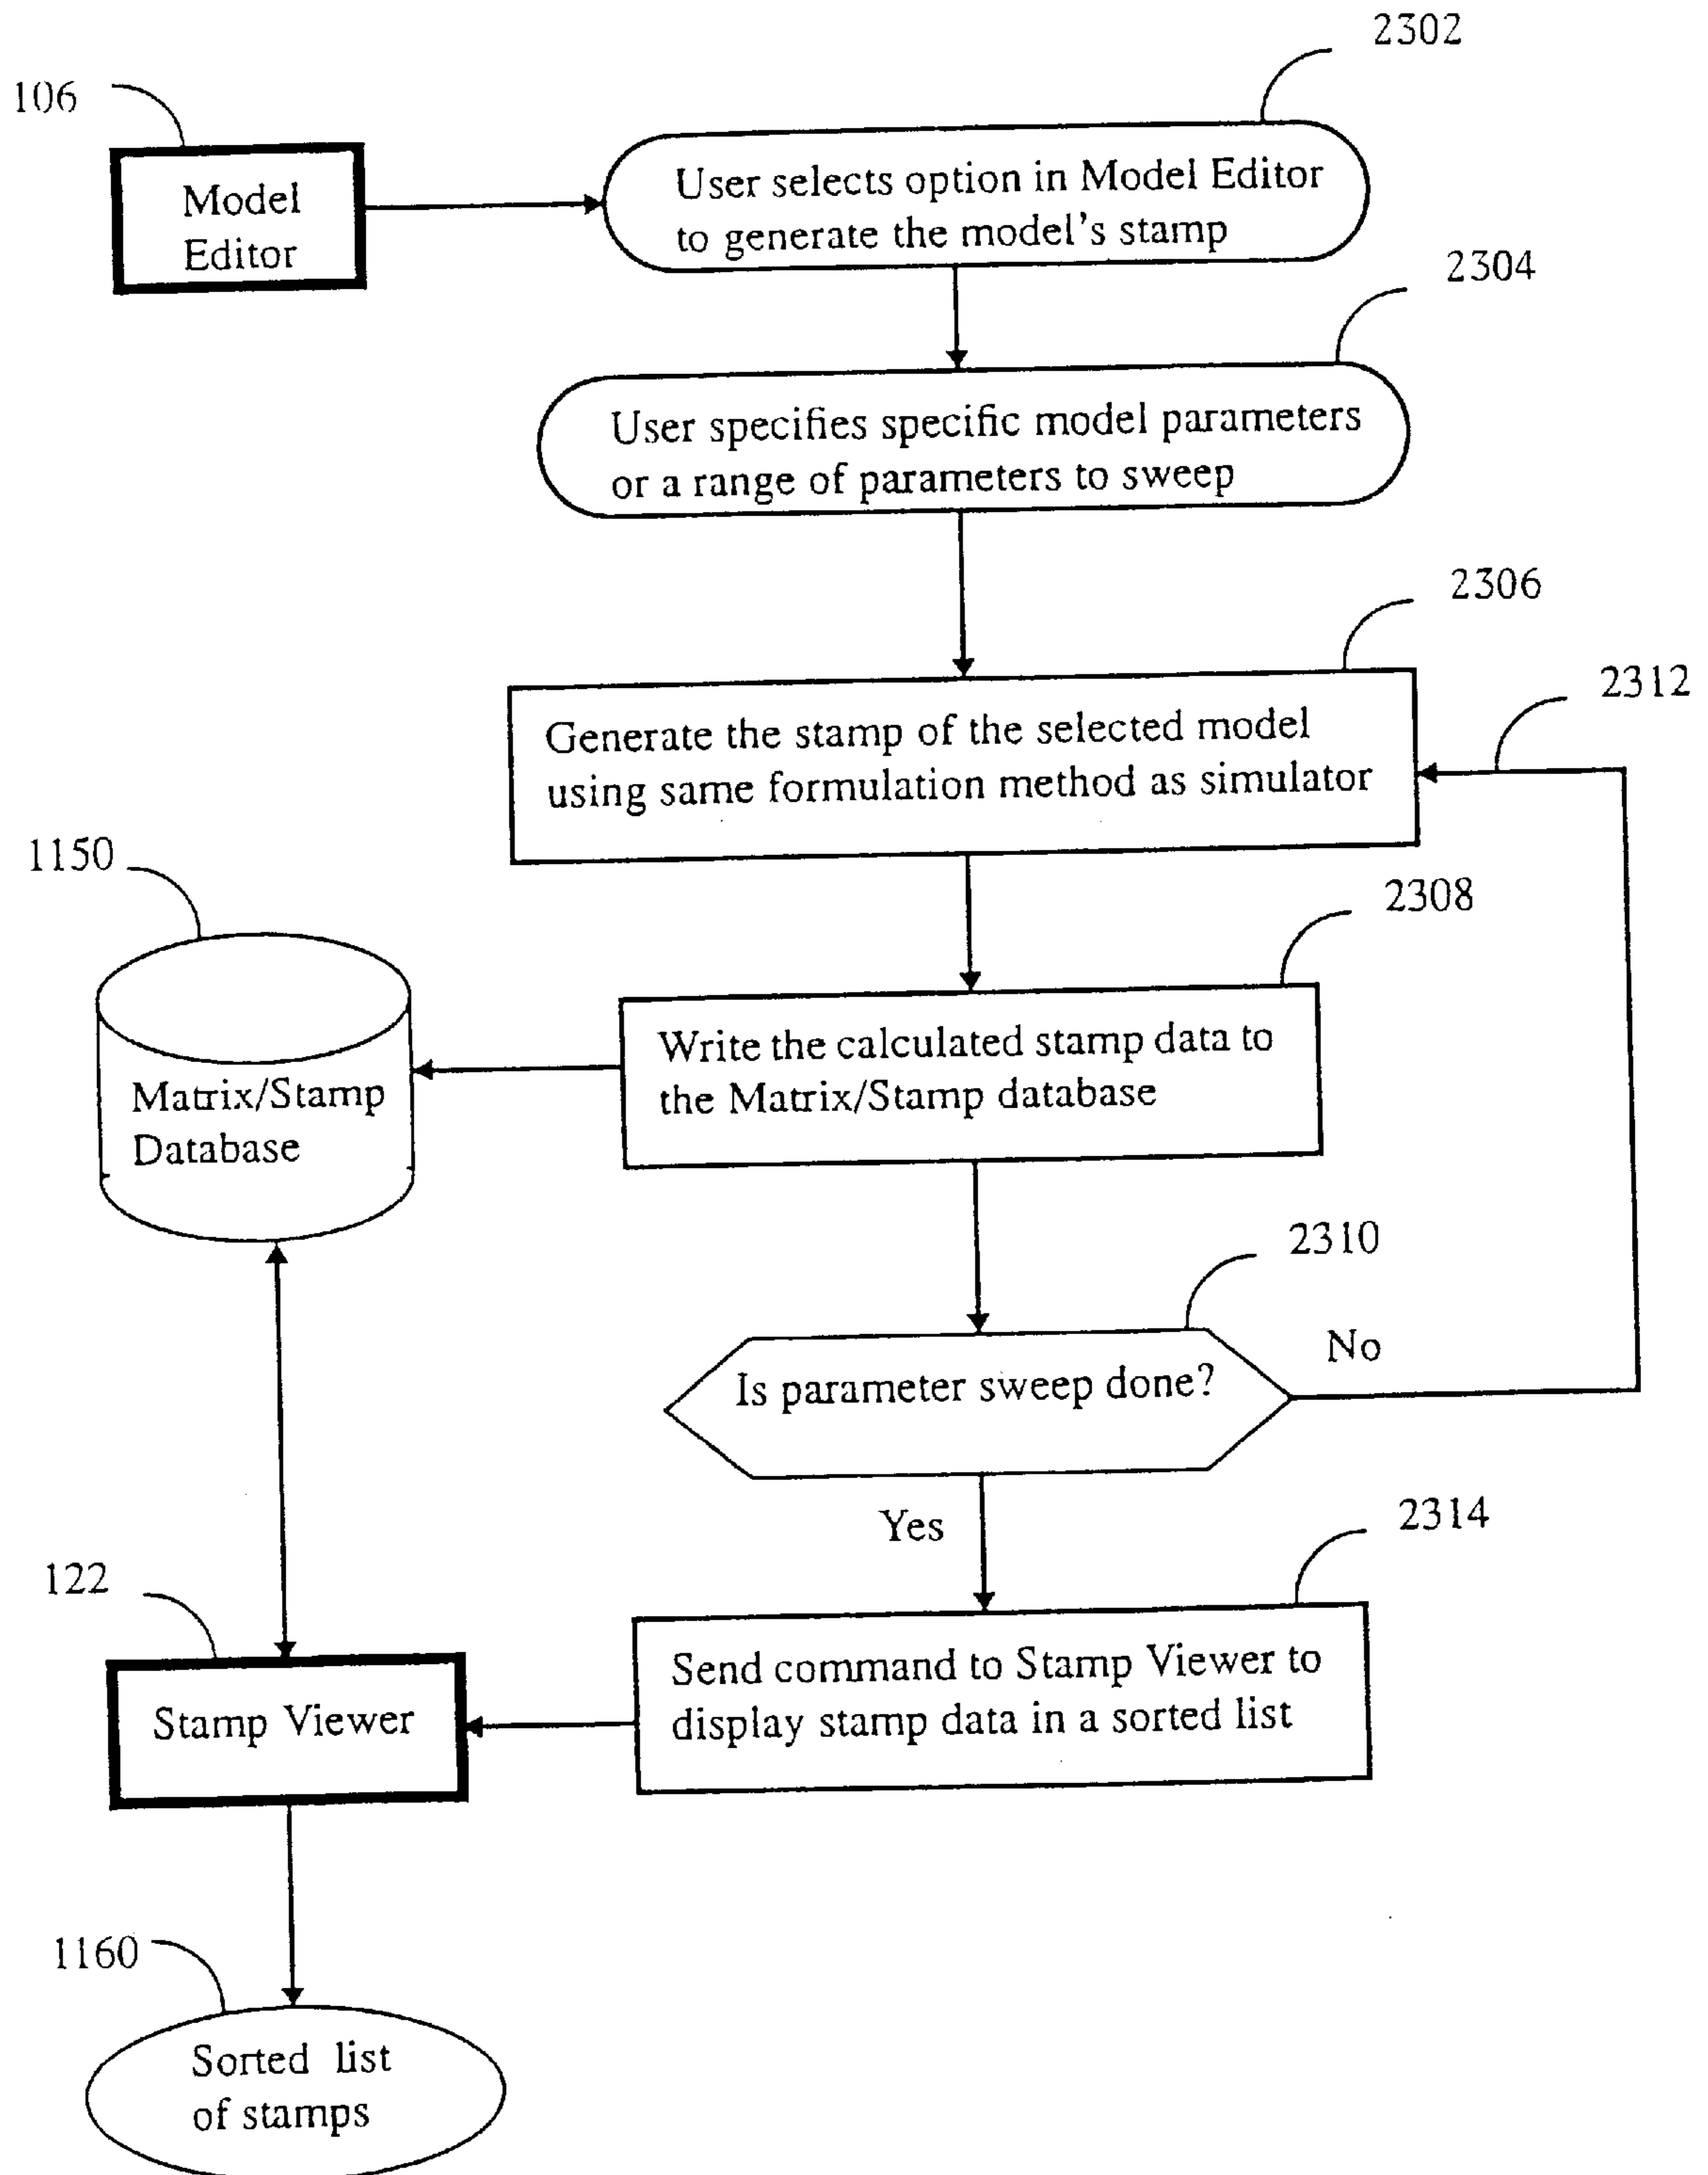 2302
106
Model
Editor
User selects option in Model Editor
to generate the model's stamp
2304
User specifies specific model parameters
or a range of parameters to sweep
2306
2312
Generate the stamp of the selected model
using same formulation method as simulator
1150
2308
Matrix/Stamp
Database
Write the calculated stamp data to
the Matrix/Stamp database
2310
No
Is parameter sweep done?
Yes
2314
122
Stamp Viewer
Send command to Stamp Viewer to
display stamp data in a sorted list
1160
Sorted list
of stamps